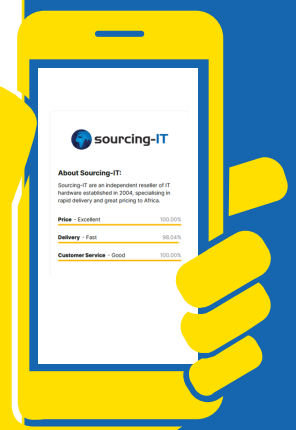 sourcing-IT
About Sourcing-IT:
Sourcing-IT are an independent reseller of IT
hardware established in 2004, specialising in
rapid delivery and great pricing to Africa.
Price - Excellent 100.00%
Delivery - Fast 98.04%
Customer Service - Good 100.00%